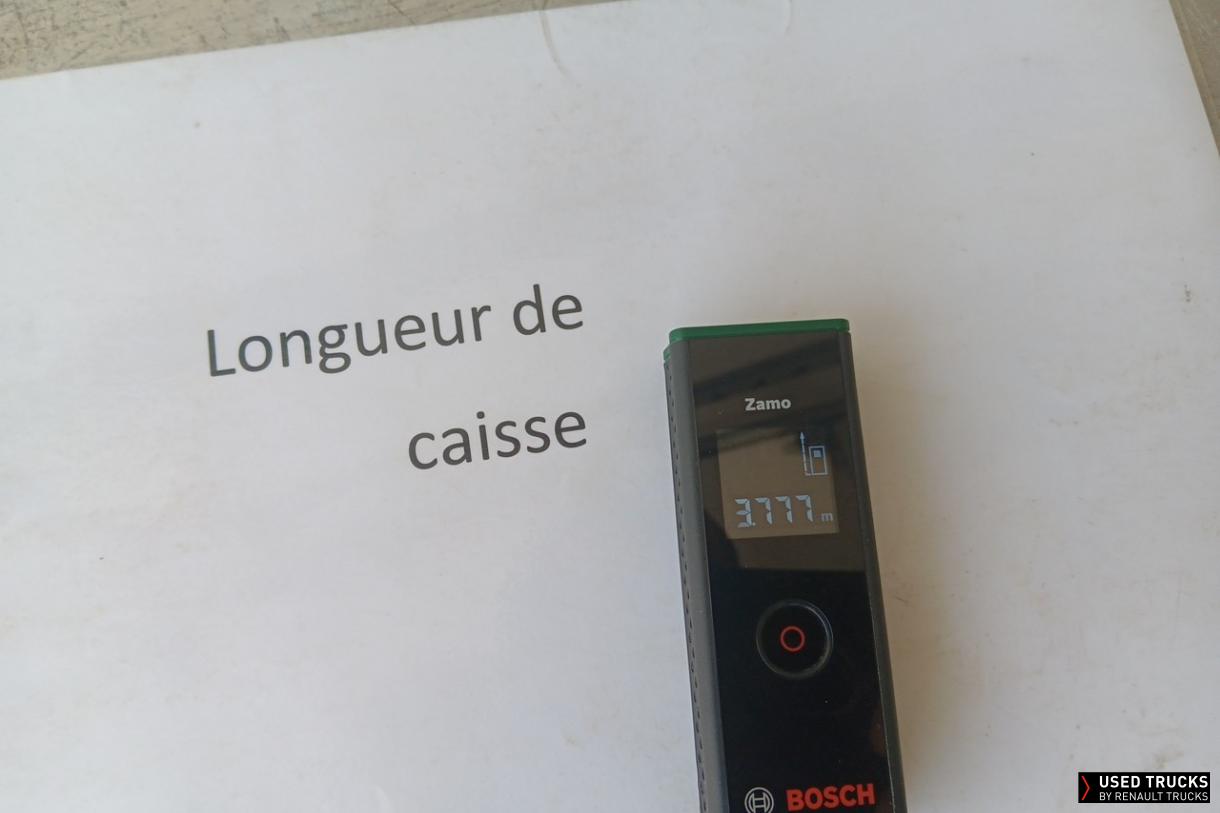 Longueur de
caisse
Zamo
3.777 m
BOSCH
USED TRUCKS
BY RENAULT TRUCKS